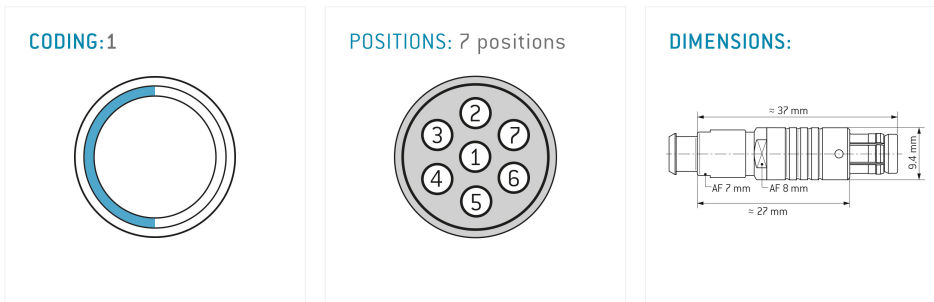 CODING:1
POSITIONS: 7 positions
2
3
7
1
4
6
5
DIMENSIONS:
≈ 37 mm
9.4 mm
AF 7 mm
AF 8 mm
≈ 27 mm